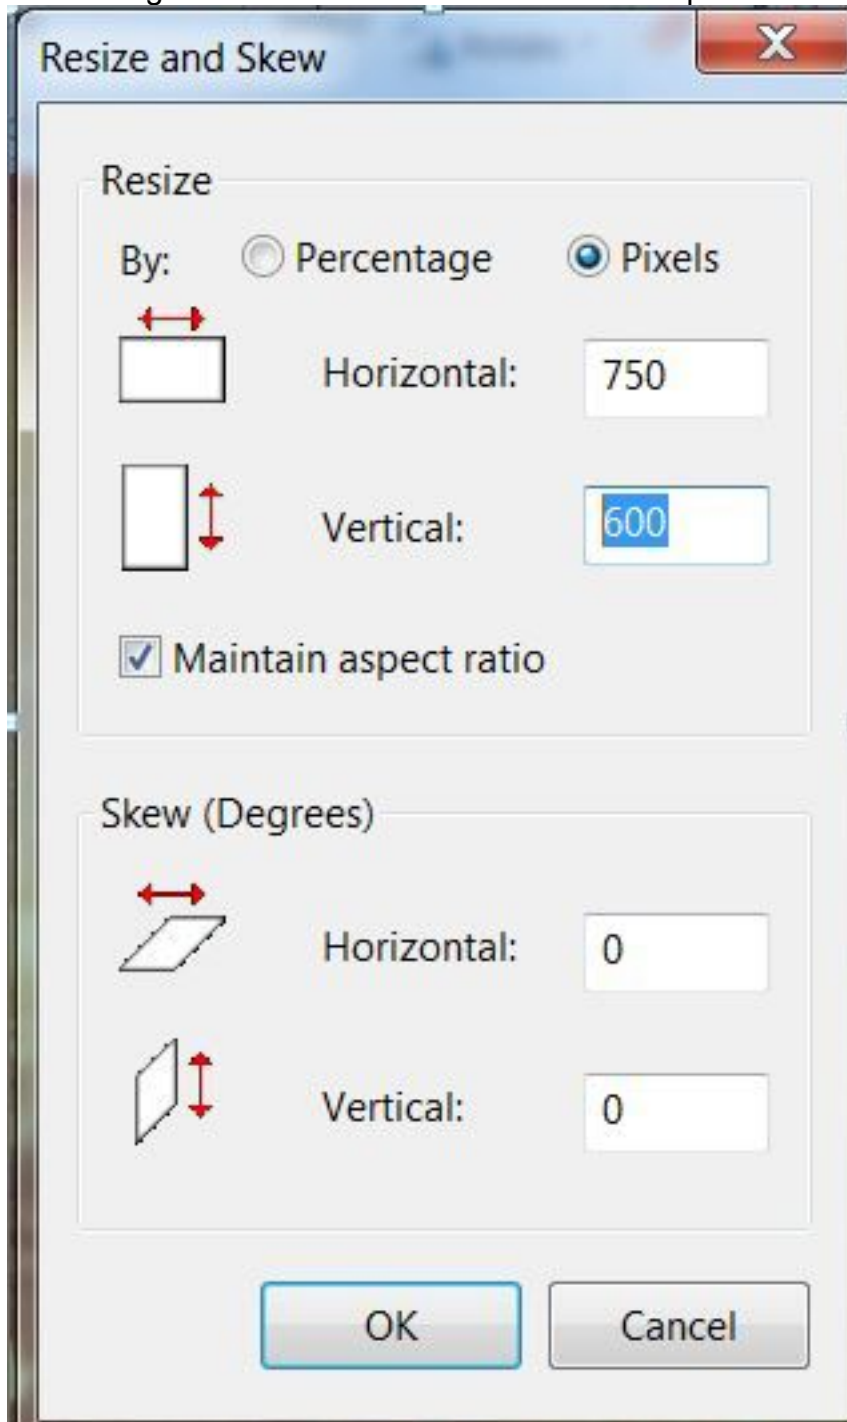 Resize and Skew
Resize
By: Percentage Pixels
Horizontal: 750
Vertical: 600
Maintain aspect ratio
Skew (Degrees)
Horizontal: 0
Vertical: 0
OK Cancel